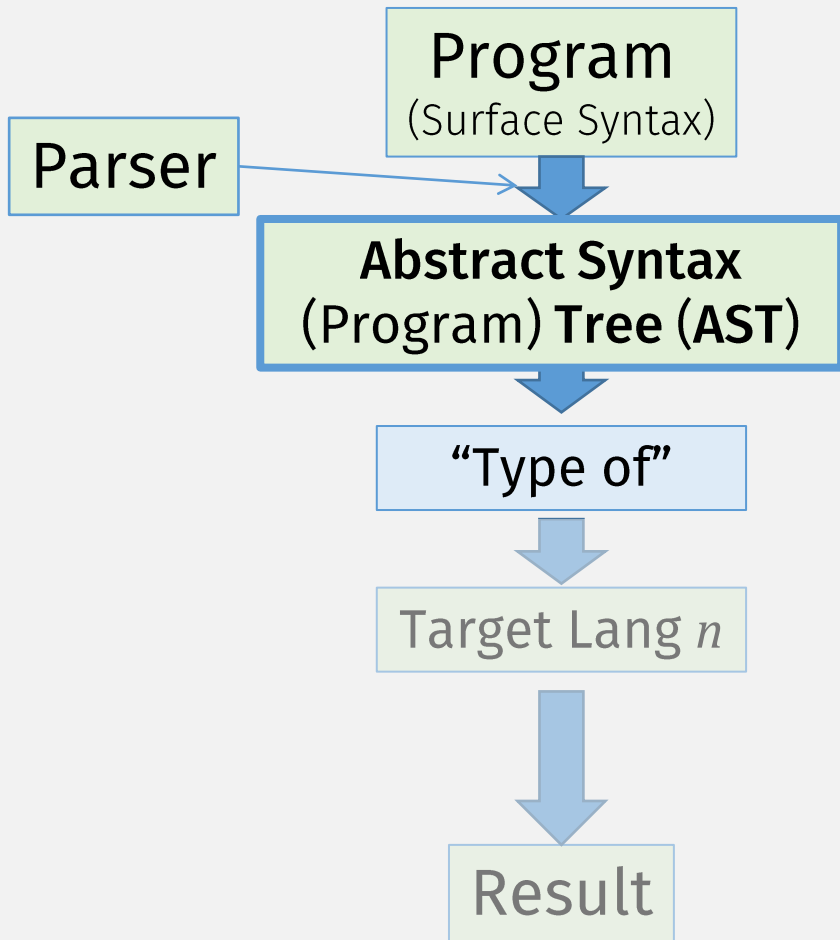 Program
(Surface Syntax)
Parser
Abstract Syntax
(Program) Tree (AST)
“Type of”
Target Lang n
Result